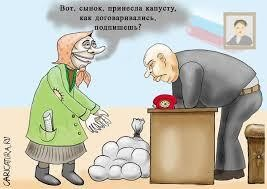 Вот, сынок, принесла капусту,
как договаривались,
подпишешь?
CARICATURA.RU